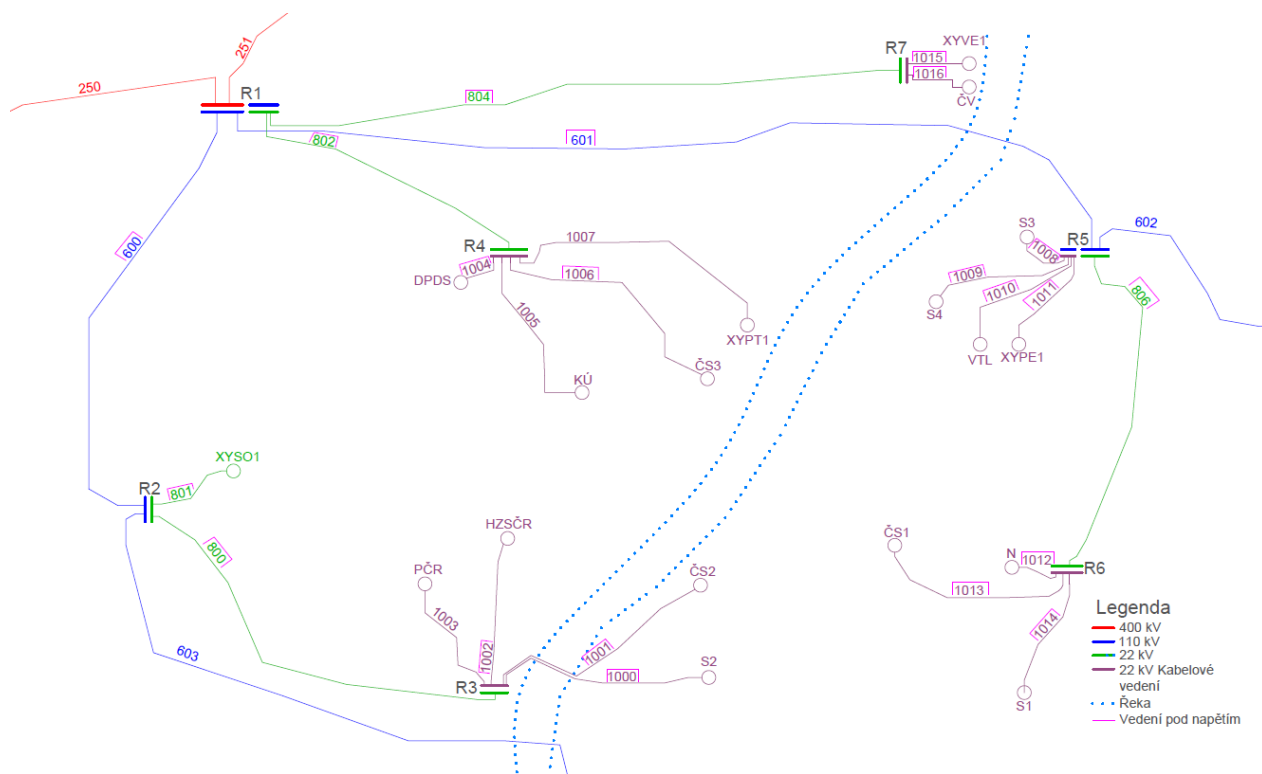 XYVE1
R7
1015
1016
ČV
251
250
R1
804
802
601
600
R4
1007
1004
1006
DPDS
1005
XYPT1
ČS3
KÚ
S3
1008
R5
602
1009
1010
1011
S4
806
VTL
XYPE1
XYSO1
R2
801
800
HZSČR
PČR
ČS2
1003
1002
1001
R3
1000
S2
603
ČS1
N
1012
R6
1013
1014
S1
Legenda
400 kV
110 kV
22 kV
22 kV Kabelové
vedení
Řeka
Vedení pod napětím